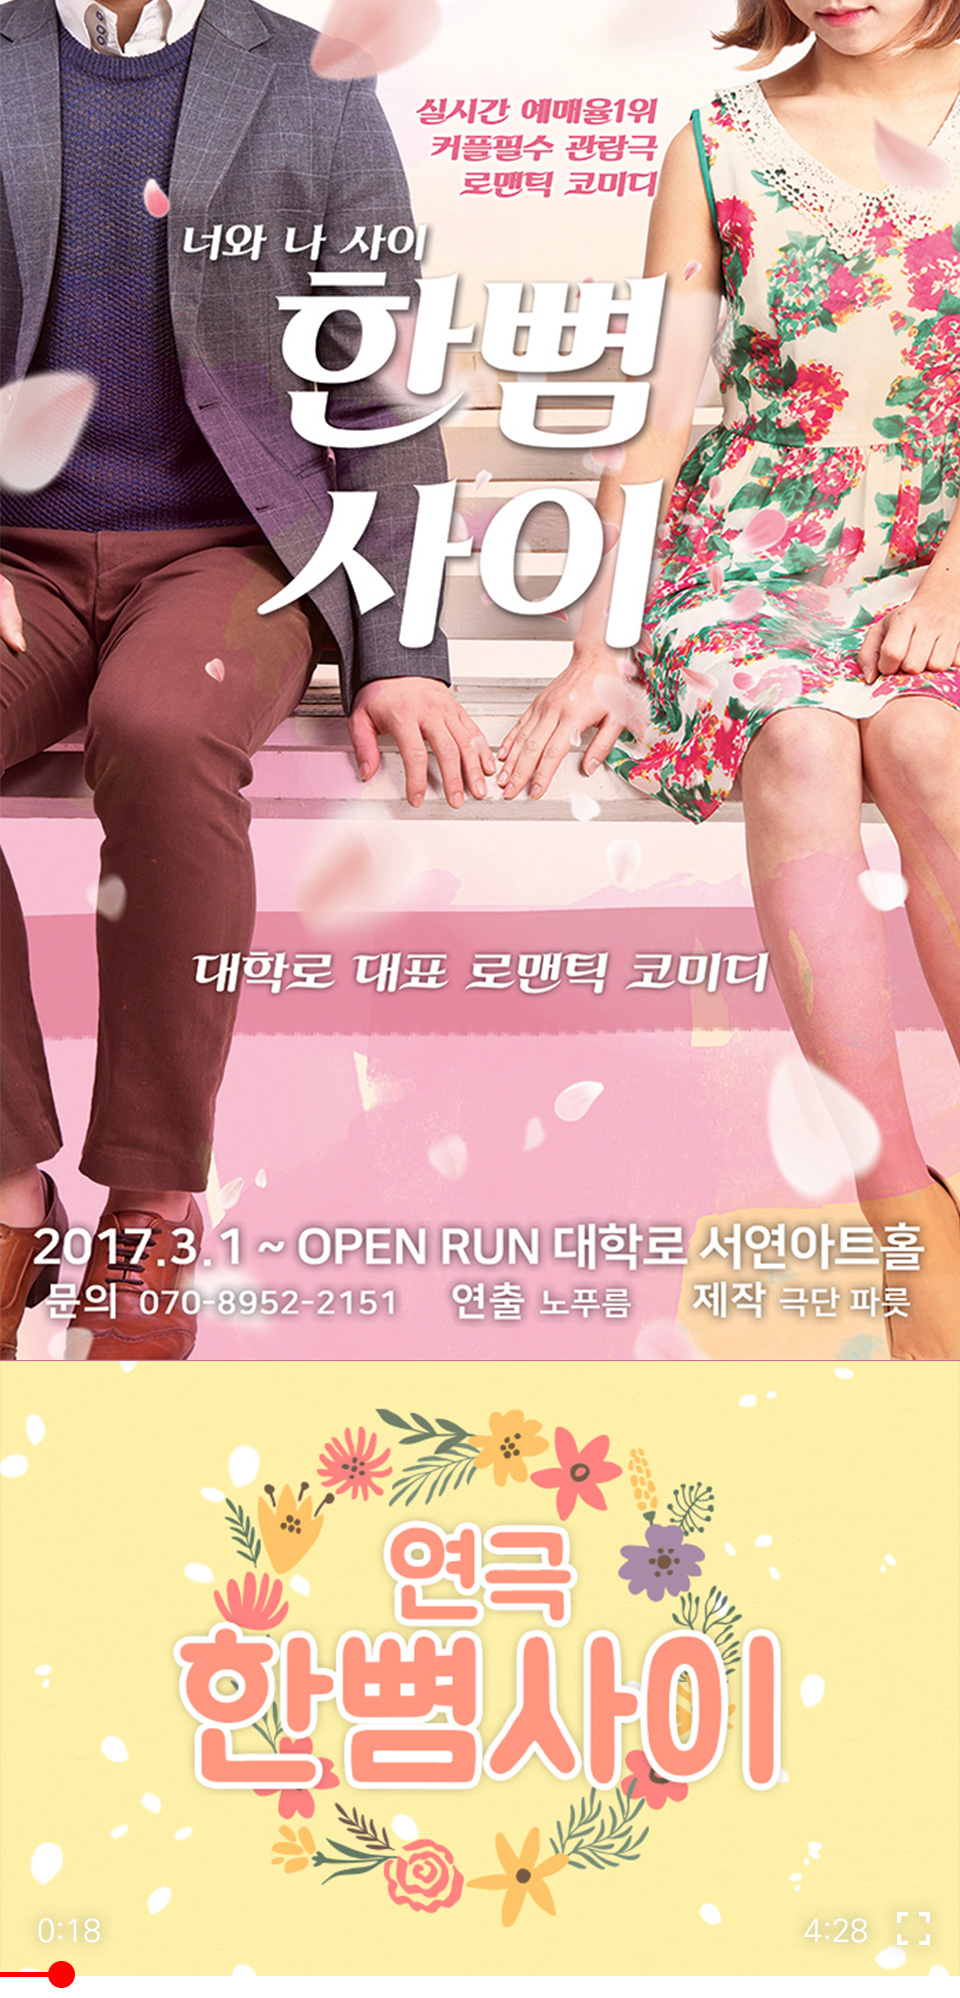 실시간 예매율1위
커플필수 관람극
로맨틱 코미디
너와 나 사이
한뼘
사이
대학로 대표 로맨틱 코미디
2017.3.1 ~ OPEN RUN 대학로 서연아트홀
문의 070-8952-2151 연출 노푸름 제작 극단 파릇
연극
한뼘사이
0:18 4:28